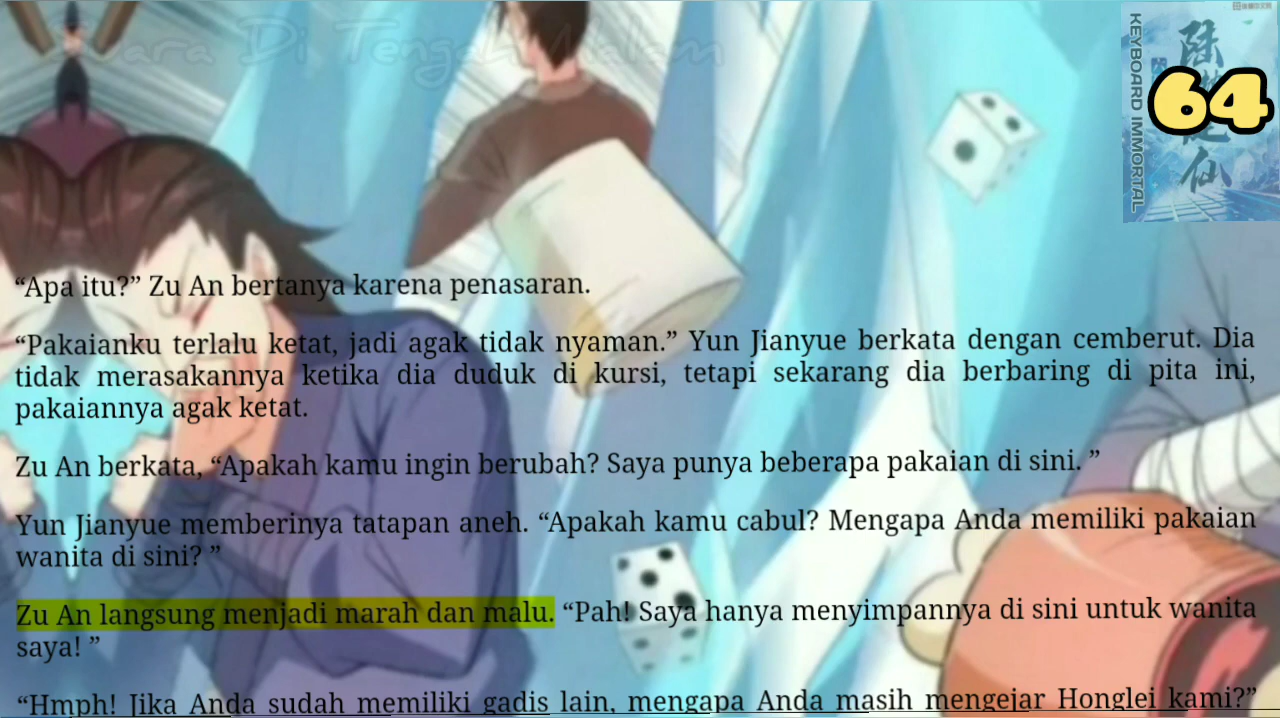 Suara Di Tengah Malam
KEYBOARD IMMORTAL
64
仙
“Apa itu?” Zu An bertanya karena penasaran.
“Pakaianku terlalu ketat, jadi agak tidak nyaman.” Yun Jianyue berkata dengan cemberut. Dia
tidak merasakannya ketika dia duduk di kursi, tetapi sekarang dia berbaring di pita ini,
pakaiannya agak ketat.
Zu An berkata, “Apakah kamu ingin berubah? Saya punya beberapa pakaian di sini. ”
Yun Jianyue memberinya tatapan aneh. “Apakah kamu cabul? Mengapa Anda memiliki pakaian
wanita di sini? ”
Zu An langsung menjadi marah dan malu. “Pah! Saya hanya menyimpannya di sini untuk wanita
saya! ”
“Hmph! Jika Anda sudah memiliki gadis lain, mengapa Anda masih mengejar Honglei kami?”